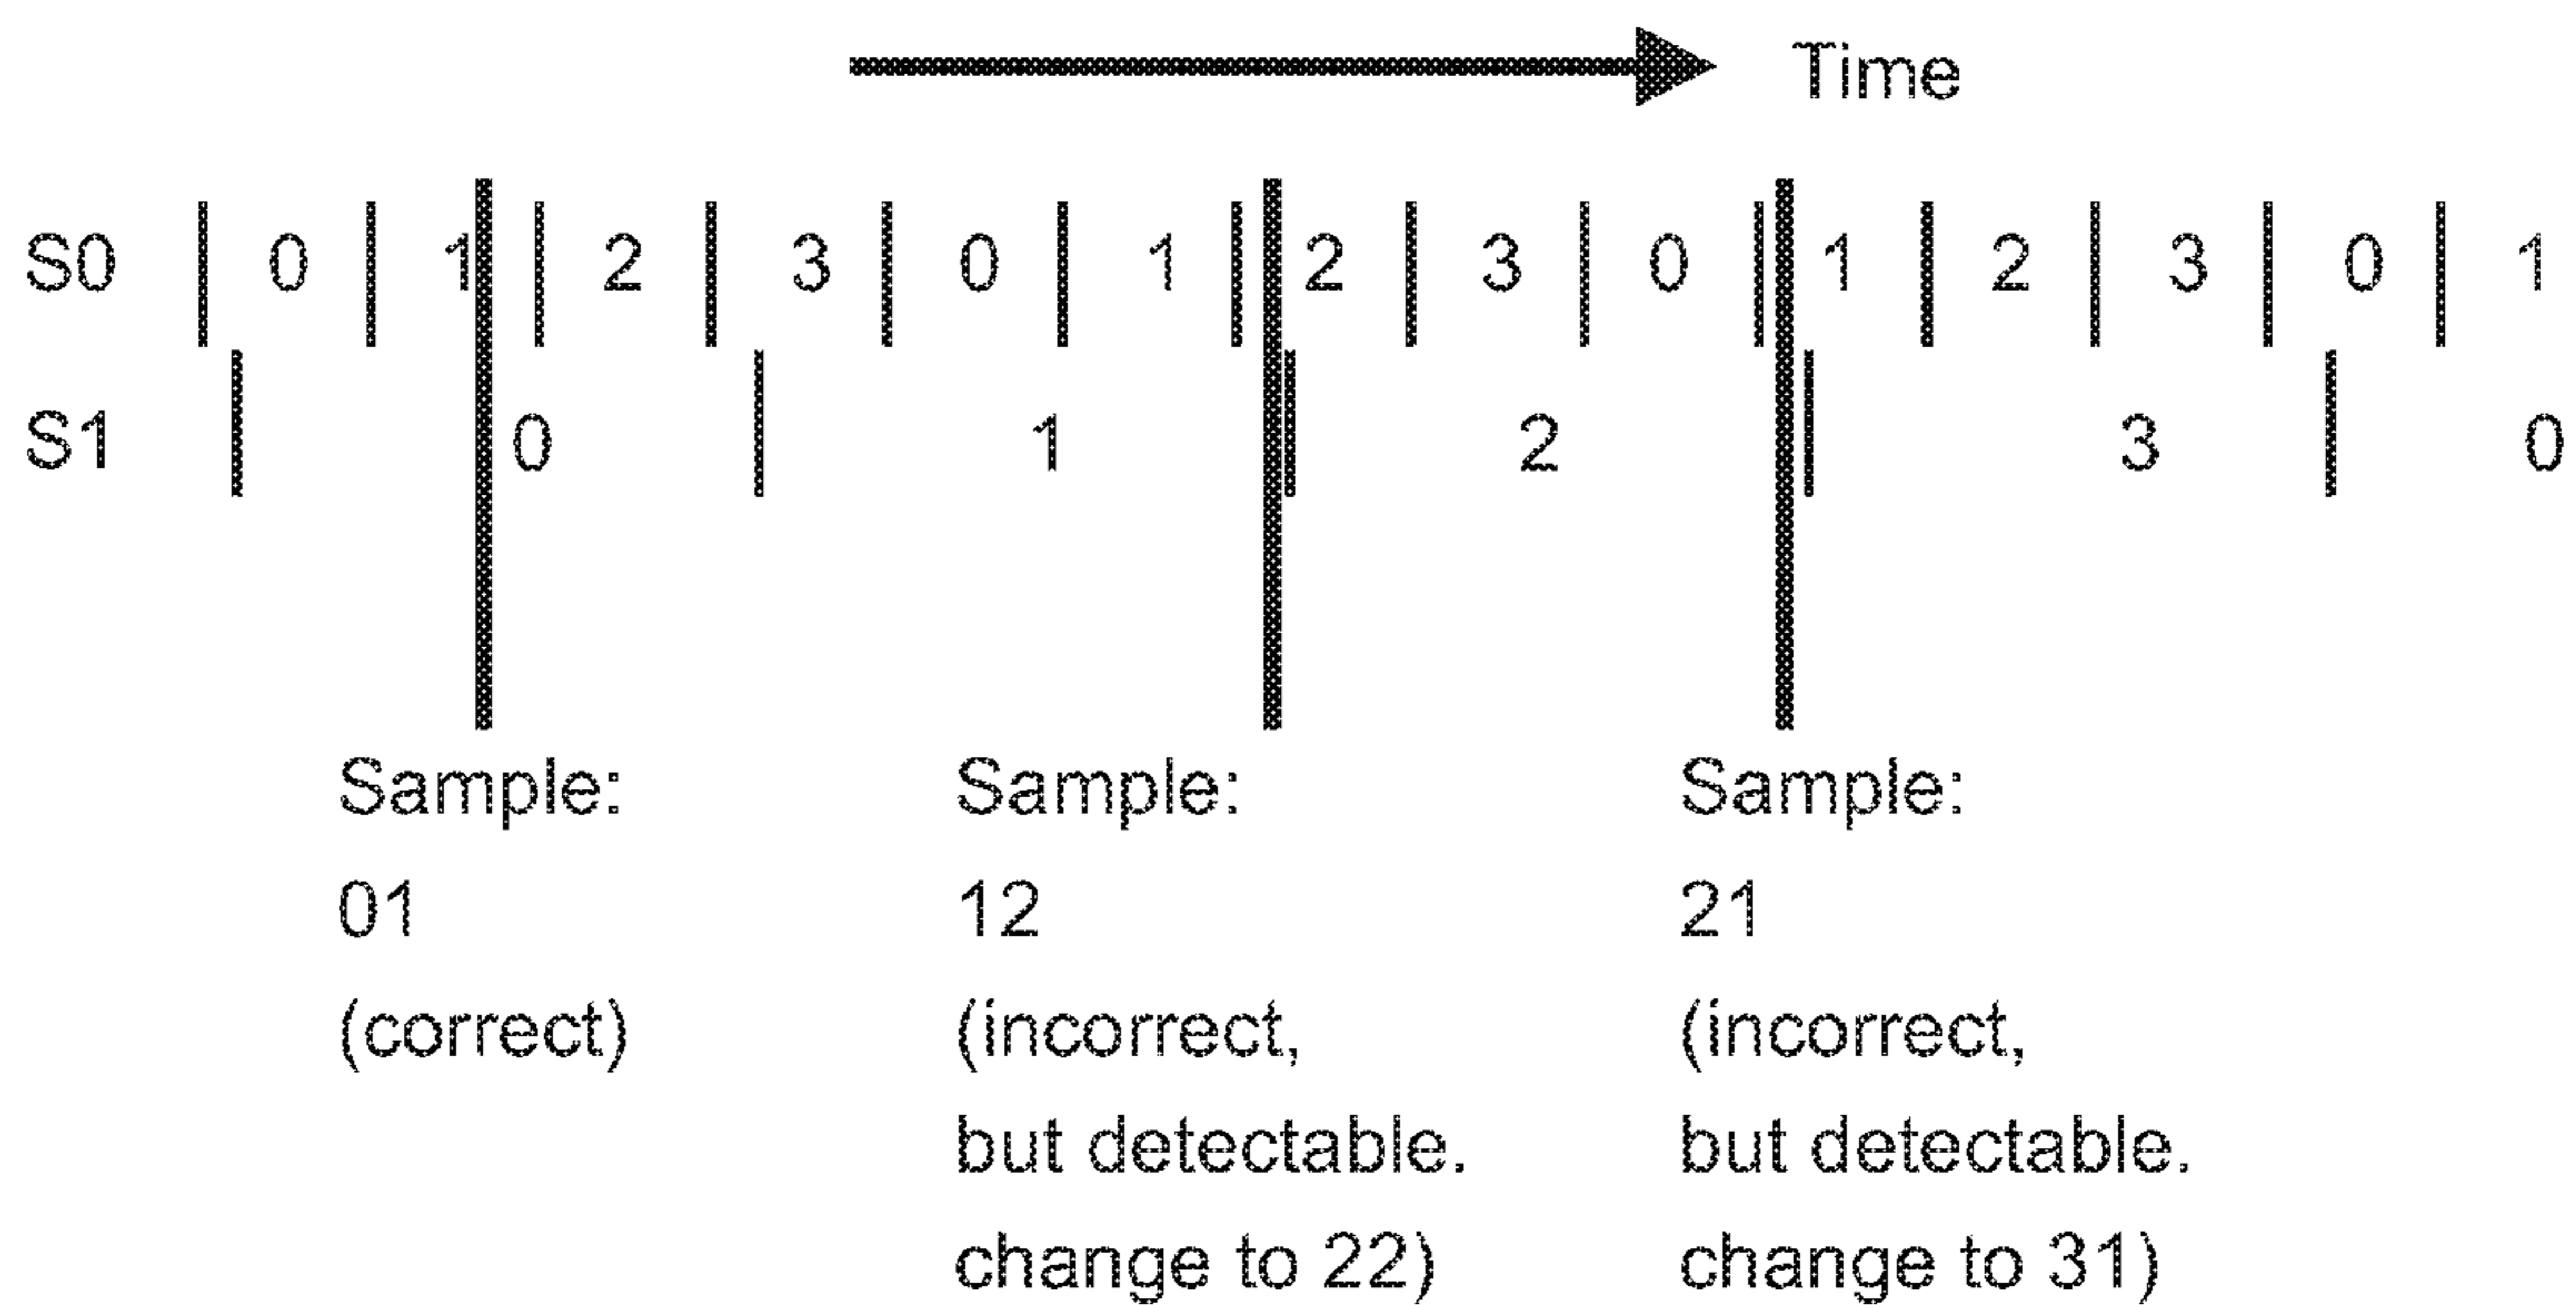 Time
S0 0 1 2 3 0 1 2 3 0 1 2 3 0 1
S1 0 1 2 3 0
Sample:
01
(correct)
Sample:
12
(incorrect,
but detectable.
change to 22)
Sample:
21
(incorrect,
but detectable.
change to 31)